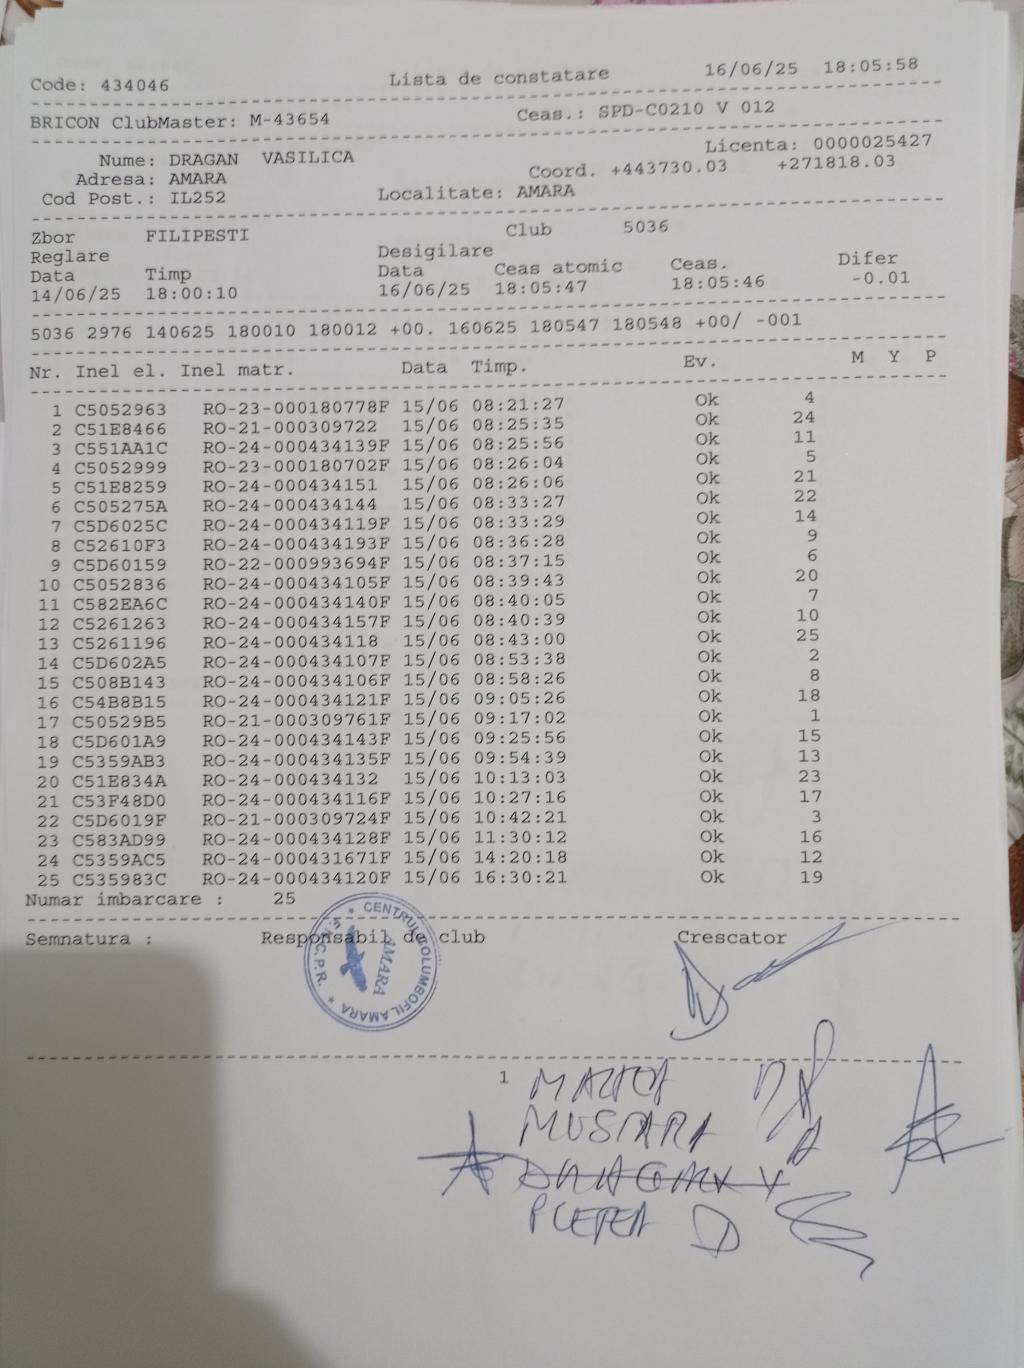 Code: 434046 Lista de constatare 16/06/25 18:05:58
BRICON ClubMaster: M-43654 Ceas.: SPD-C0210 V 012
Licenta: 0000025427
Nume: DRAGAN VASILICA
Coord. +443730.03 +271818.03
Adresa: AMARA
Cod Post.: IL252 Localitate: AMARA
Zbor FILIPESTI Club 5036
Reglare Desigilare
Data Timp Data Ceas atomic Ceas. Difer
14/06/25 18:00:10 16/06/25 18:05:47 18:05:46 -0.01
5036 2976 140625 180010 180012 +00. 160625 180547 180548 +00/ -001
Nr. Inel el. Inel matr. Data Timp. Ev. M Y P
1 C5052963 RO-23-000180778F 15/06 08:21:27 Ok 4
2 C51E8466 RO-21-000309722 15/06 08:25:35 Ok 24
3 C551AA1C RO-24-000434139F 15/06 08:25:56 Ok 11
4 C5052999 RO-23-000180702F 15/06 08:26:04 Ok 5
5 C51E8259 RO-24-000434151 15/06 08:26:06 Ok 21
6 C505275A RO-24-000434144 15/06 08:33:27 Ok 22
7 C5D6025C RO-24-000434119F 15/06 08:33:29 Ok 14
8 C52610F3 RO-24-000434193F 15/06 08:36:28 Ok 9
9 C5D60159 RO-22-000993694F 15/06 08:37:15 Ok 6
10 C5052836 RO-24-000434105F 15/06 08:39:43 Ok 20
11 C582EA6C RO-24-000434140F 15/06 08:40:05 Ok 7
12 C5261263 RO-24-000434157F 15/06 08:40:39 Ok 10
13 C5261196 RO-24-000434118 15/06 08:43:00 Ok 25
14 C5D602A5 RO-24-000434107F 15/06 08:53:38 Ok 2
15 C508B143 RO-24-000434106F 15/06 08:58:26 Ok 8
16 C54B8B15 RO-24-000434121F 15/06 09:05:26 Ok 18
17 C50529B5 RO-21-000309761F 15/06 09:17:02 Ok 1
18 C5D601A9 RO-24-000434143F 15/06 09:25:56 Ok 15
19 C5359AB3 RO-24-000434135F 15/06 09:54:39 Ok 13
20 C51E834A RO-24-000434132 15/06 10:13:03 Ok 23
21 C53F48D0 RO-24-000434116F 15/06 10:27:16 Ok 17
22 C5D6019F RO-21-000309724F 15/06 10:42:21 Ok 3
23 C583AD99 RO-24-000434128F 15/06 11:30:12 Ok 16
24 C5359AC5 RO-24-000431671F 15/06 14:20:18 Ok 12
25 C535983C RO-24-000434120F 15/06 16:30:21 Ok 19
Numar imbarcare : 25
Semnatura : Responsabil de club Crescator
CENTRUL COLUMBOFIL AMARA
AMARA
1
MUSTARA
DRAGAN V